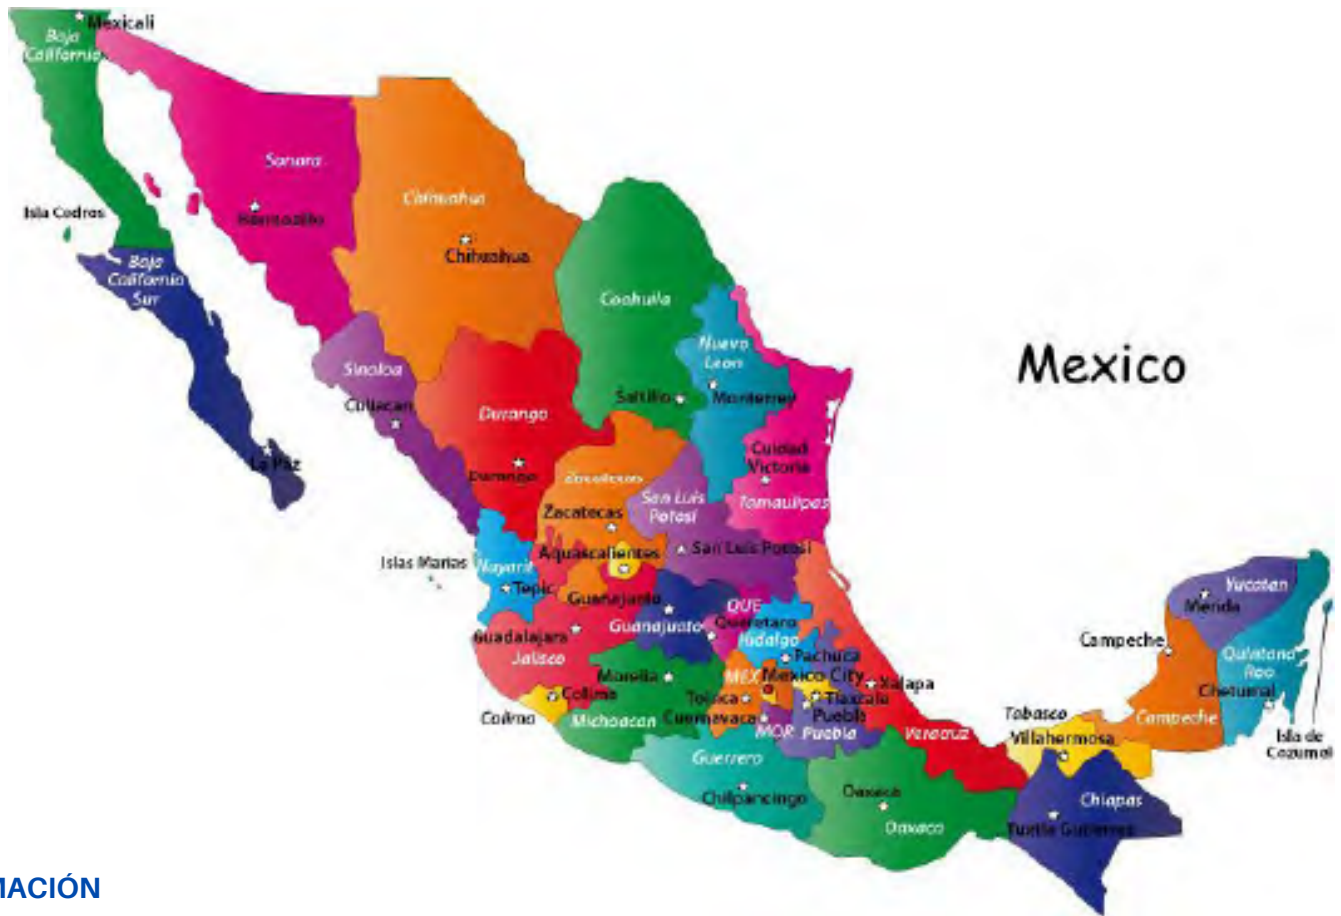 Mexicali
Baja
California
Sonora
Hermosillo
Chihuahua
Chihuahua
Isla Cedros
Baja
California
Sur
La Paz
Coahuila
Saltillo
Nuevo
Leon
Monterrey
Mexico
Sinaloa
Culiacan
Durango
Durango
Cuidad
Victoria
Tamaulipas
Zacatecas
Zacatecas
San Luis
Potosi
San Luis Potosi
Aquascalientes
Islas Marias
Nayarit
Tepic
Guanajunto
Guanajuato
QUE
Queretaro
Hidalgo
Pachuca
Guadalajara
Jalisco
Morelia
MEX
Mexico City
Toluca
Tlaxcala
Xalapa
Colima
Colima
Michoacan
Cuernavaca
MOR
Puebla
Puebla
Veracruz
Guerrero
Chilpancingo
Oaxaca
Oaxaca
Yucatan
Merida
Campeche
Quintana
Roo
Chetumal
Campeche
Isla de
Cozumel
Tabasco
Villahermosa
Chiapas
Tuxtla Gutierrez
MACIÓN